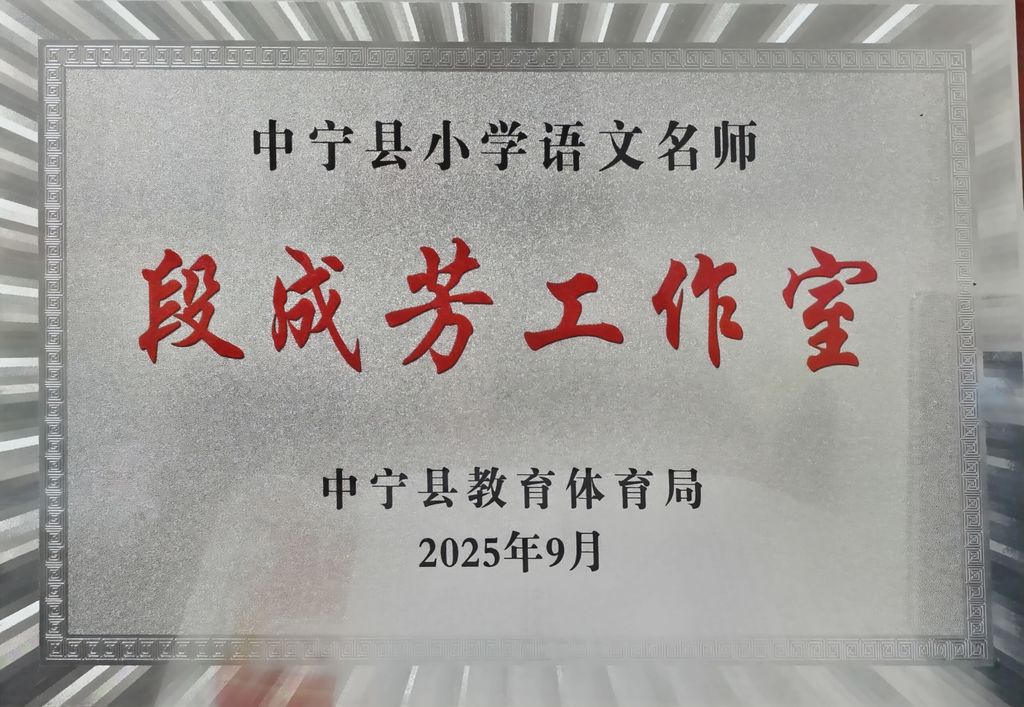 中宁县小学语文名师
段成芳工作室
中宁县教育体育局
2025年9月